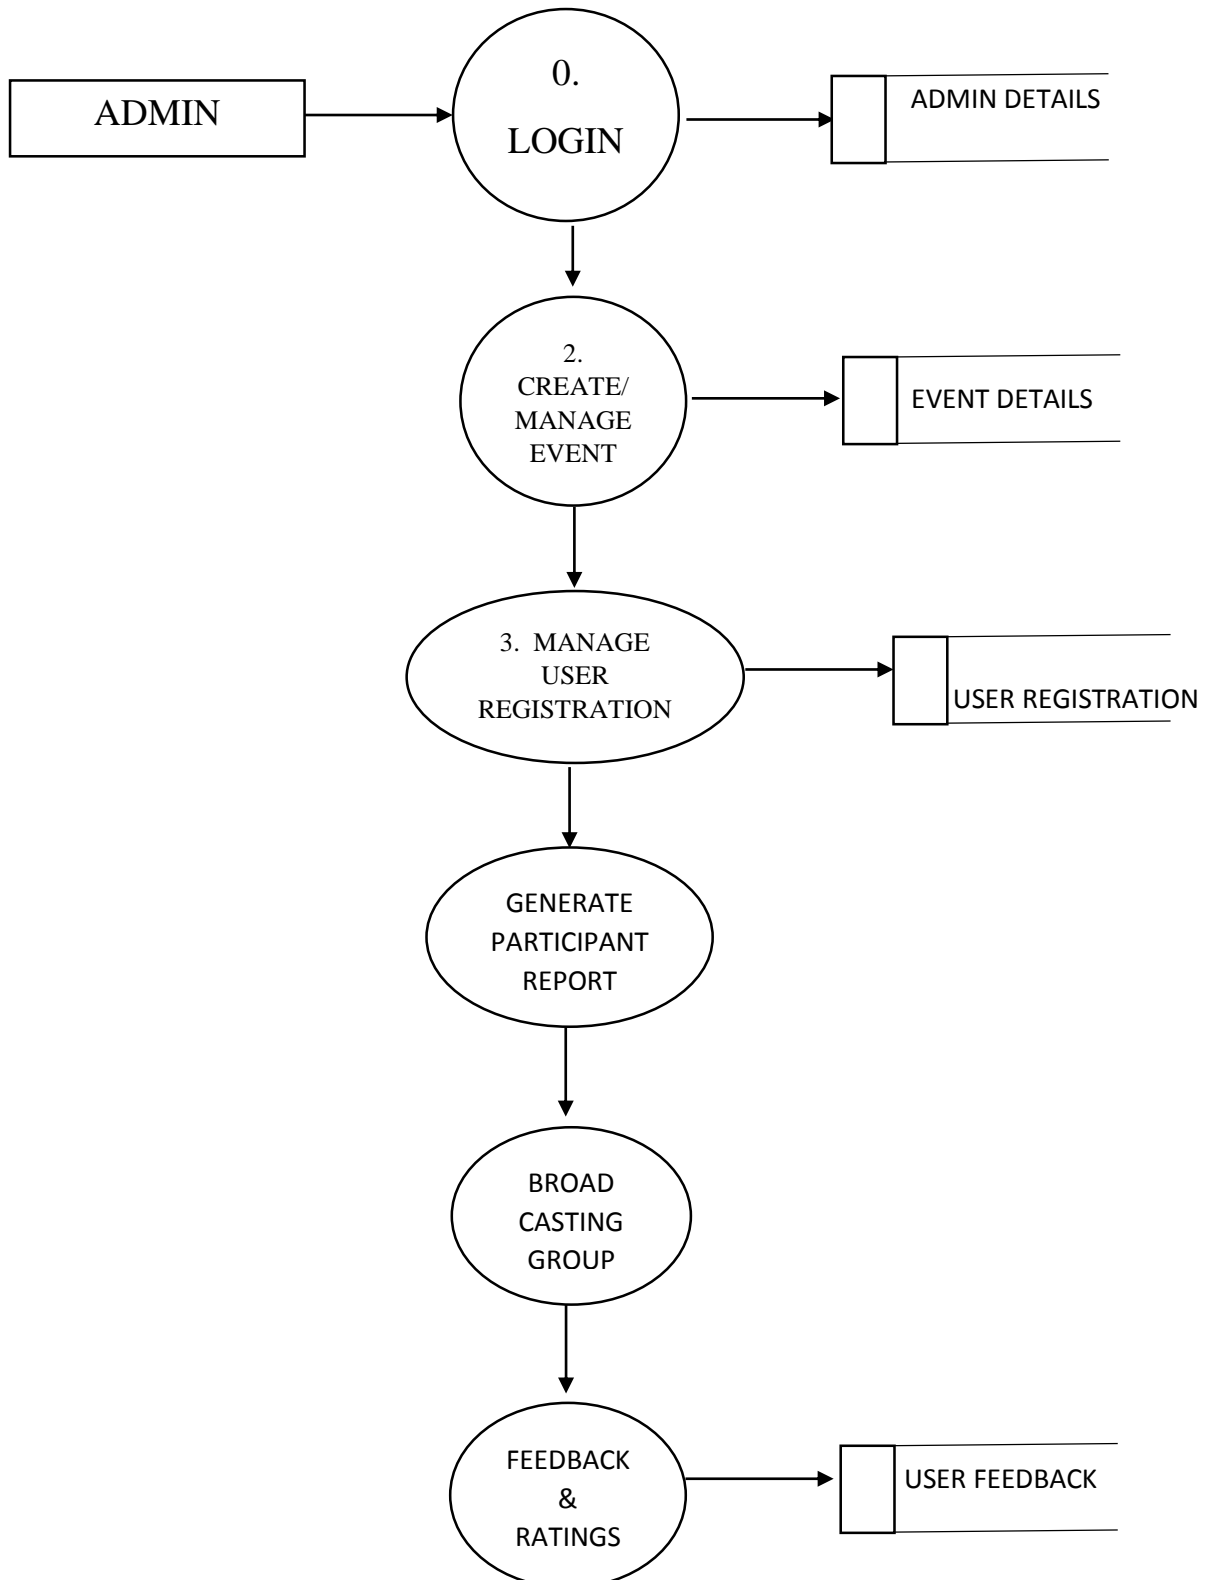 ADMIN
0.
LOGIN
ADMIN DETAILS
2.
CREATE/
MANAGE
EVENT
EVENT DETAILS
3. MANAGE
USER
REGISTRATION
USER REGISTRATION
GENERATE
PARTICIPANT
REPORT
BROAD
CASTING
GROUP
FEEDBACK
&
RATINGS
USER FEEDBACK